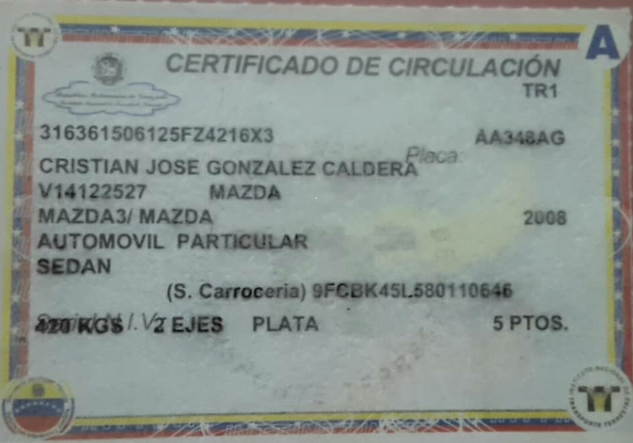 A
CERTIFICADO DE CIRCULACIÓN
TR1
316361506125FZ4216X3
AA348AG
Placa:
CRISTIAN JOSE GONZALEZ CALDERA
V14122527 MAZDA
MAZDA3/ MAZDA 2008
AUTOMOVIL PARTICULAR
SEDAN
(S. Carroceria) 9FCBK45L580110646
420 KGS 2 EJES PLATA 5 PTOS.